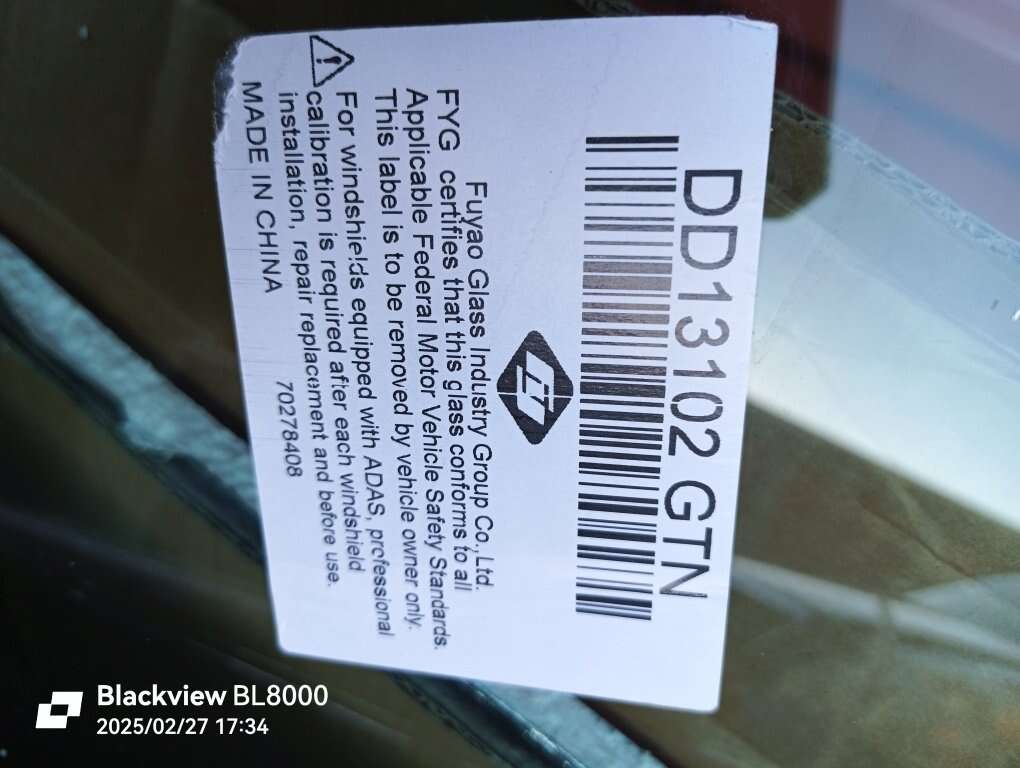 DD13102 GTN
Fuyao Glass Industry Group Co.,Ltd.
FYG certifies that this glass conforms to all
Applicable Federal Motor Vehicle Safety Standards.
This label is to be removed by vehicle owner only.
For windshields equipped with ADAS, professional
calibration is required after each windshield
installation, repair replacement and before use.
MADE IN CHINA 70278408
Blackview BL8000
2025/02/27 17:34